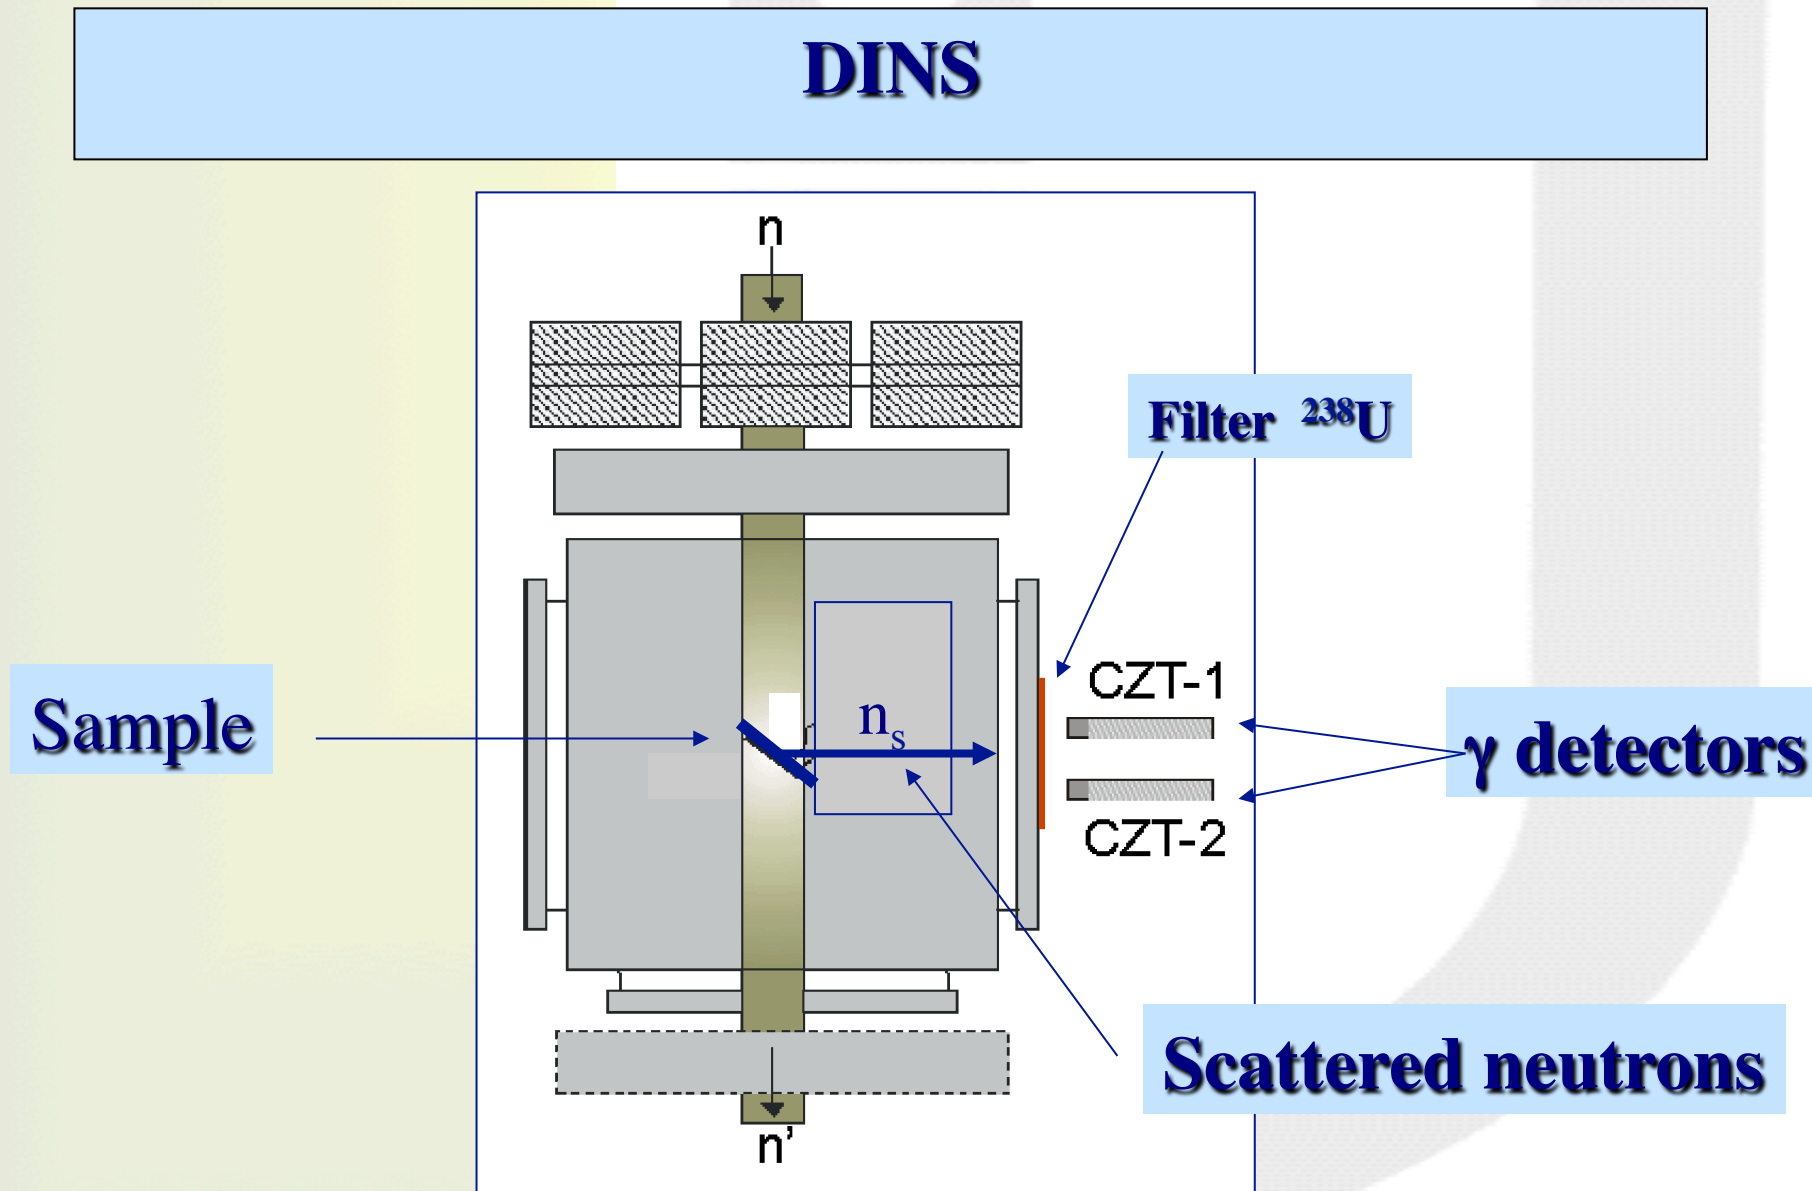 DINS
n
Filter ²³⁸U
CZT-1
Sample
nₛ
γ detectors
CZT-2
Scattered neutrons
n'